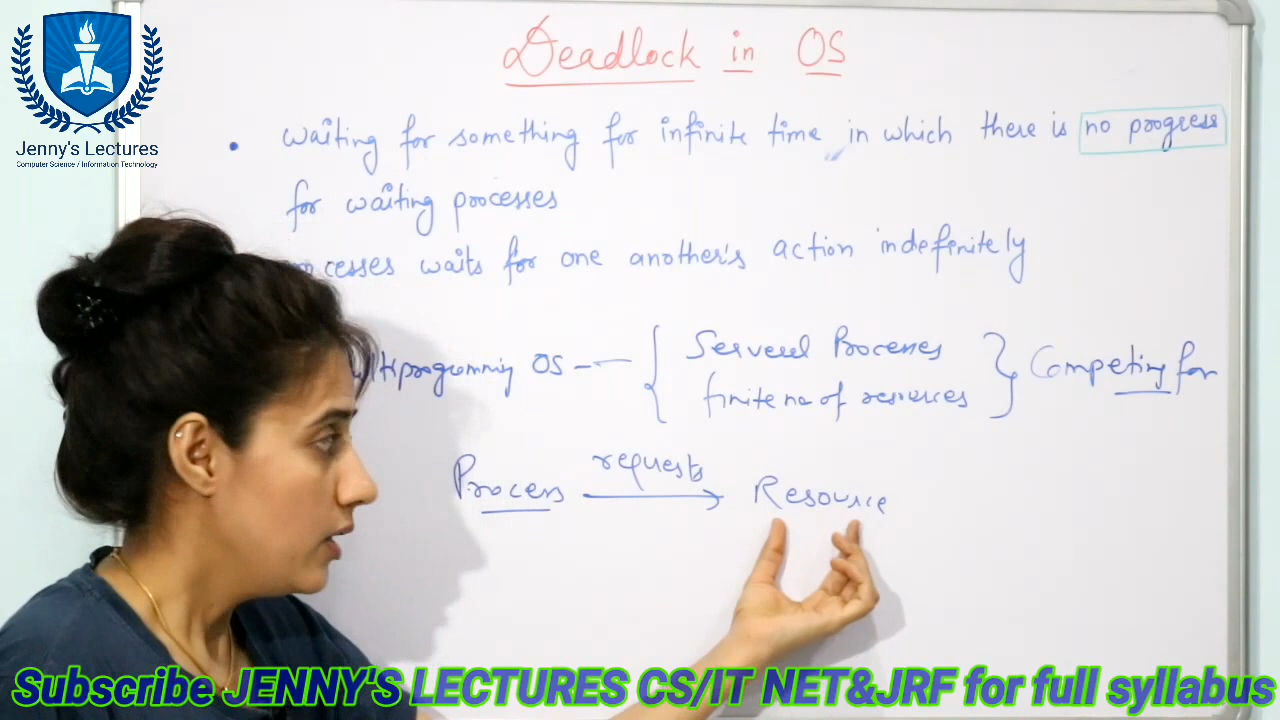 Jenny's Lectures
Computer Science / Information Technology
Deadlock in OS
• waiting for something for infinite time in which there is no progress
for waiting processes
waits for one another's action indefinitely
OS - - { Serverel Processes
finite no of resources } Competing for
Process requests Resource
Subscribe JENNY'S LECTURES CS/IT NET&JRF for full syllabus